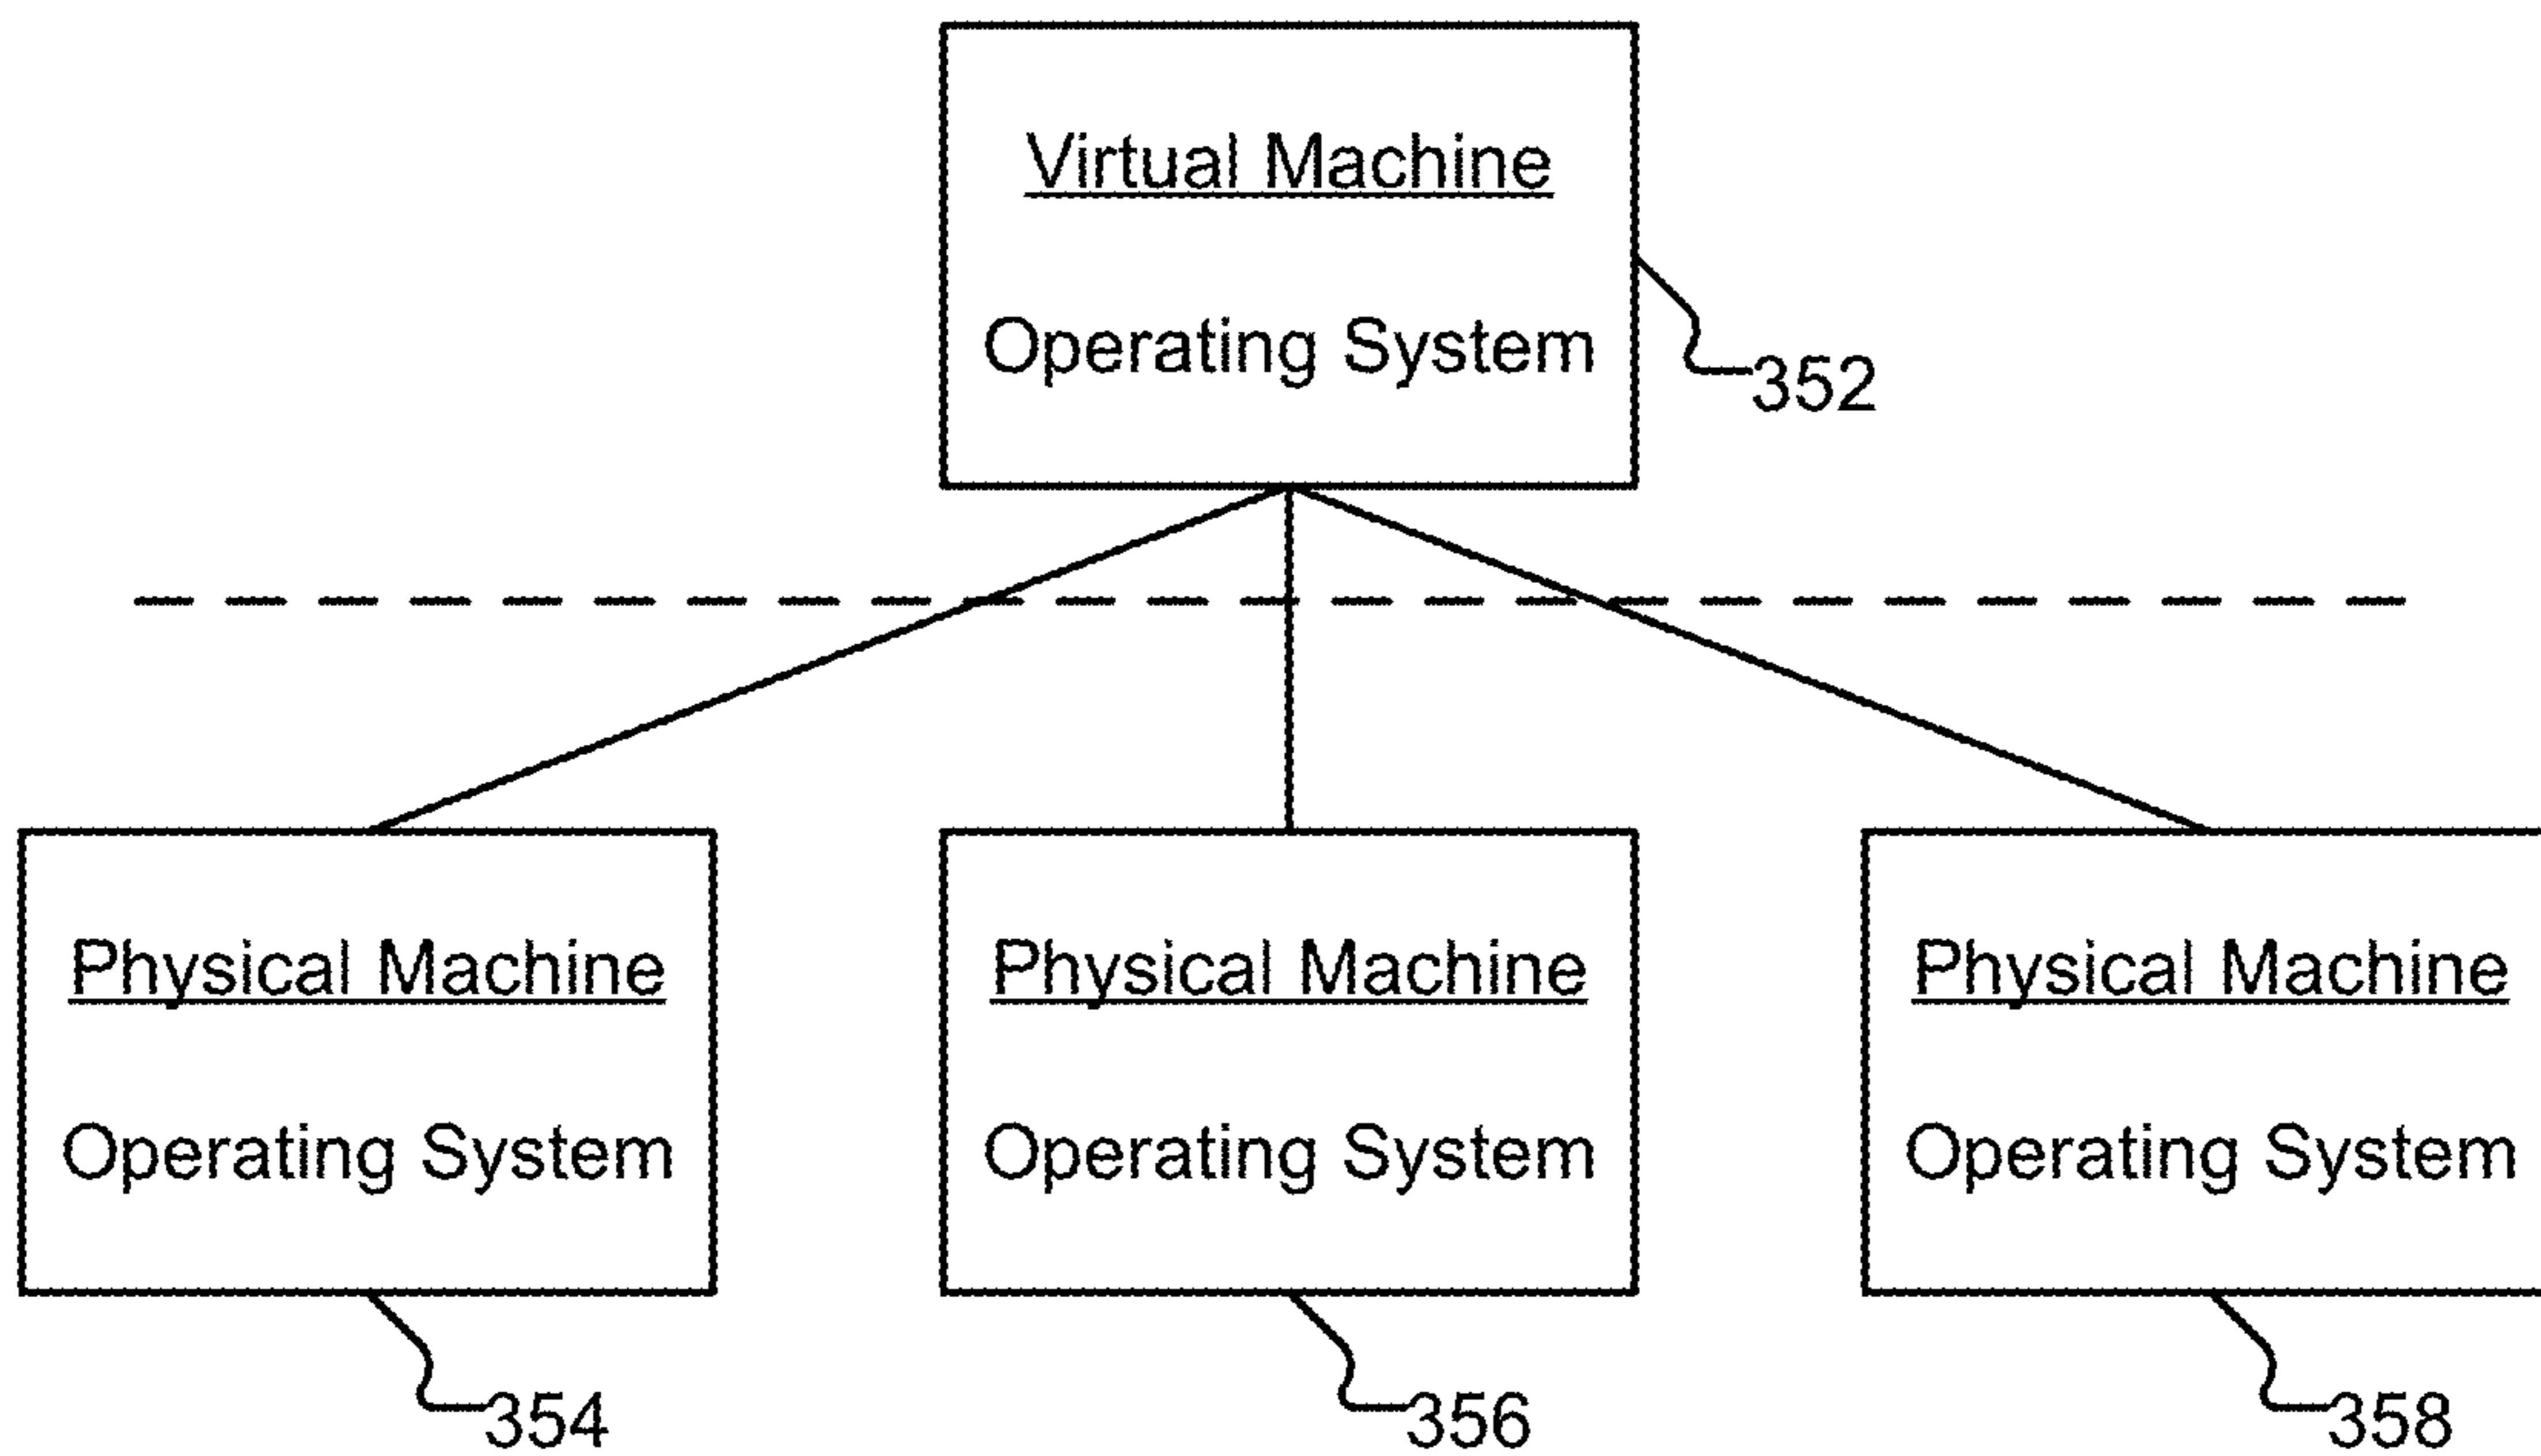 Virtual Machine
Operating System
352
Physical Machine
Operating System
354
Physical Machine
Operating System
356
Physical Machine
Operating System
358